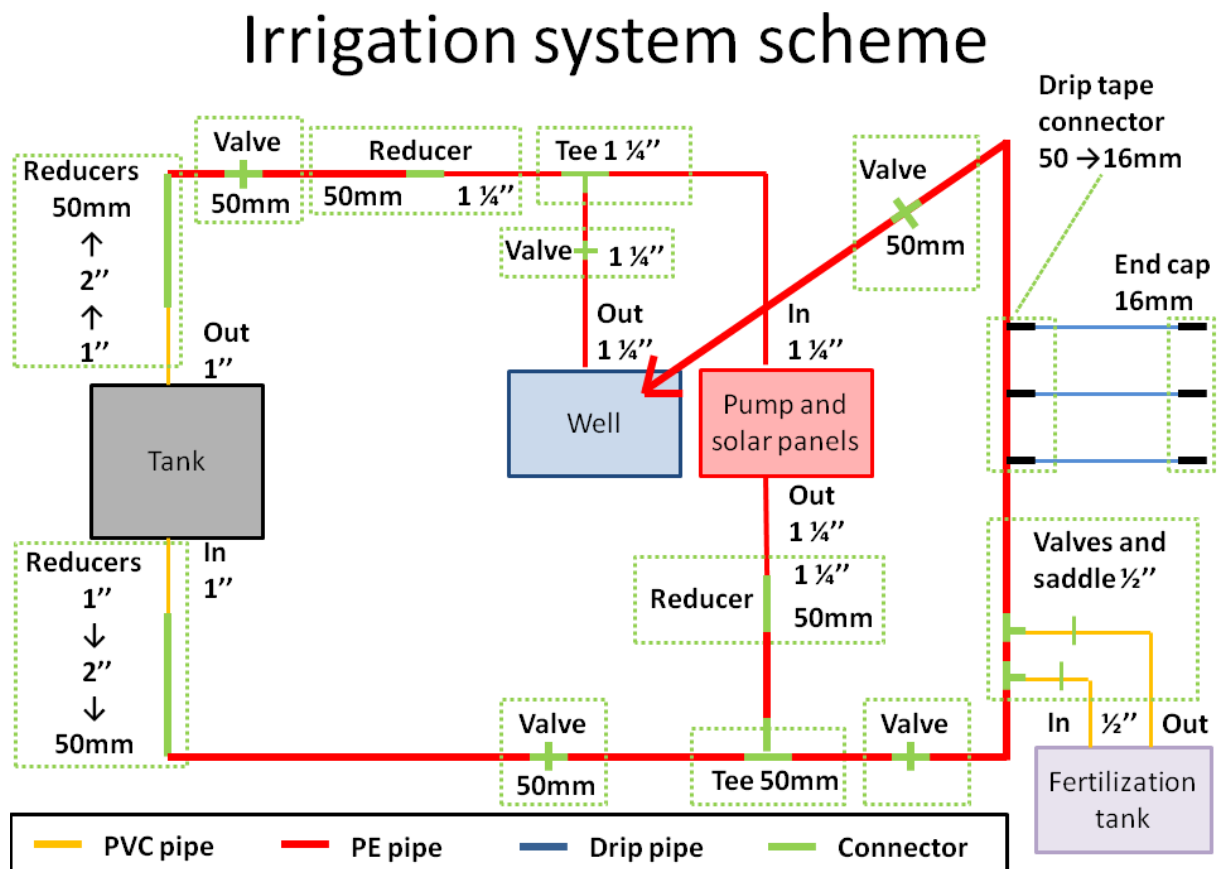 Irrigation system scheme
Reducers
50mm
↑
2’’
↑
1’’
Valve
50mm
Reducer
50mm
1 ¼’’
Tee 1 ¼’’
Valve
1 ¼’’
Valve
50mm
Drip tape
connector
50 →16mm
End cap
16mm
Out
1’’
Out
1 ¼’’
In
1 ¼’’
Tank
Well
Pump and
solar panels
In
1’’
Reducers
1’’
↓
2’’
↓
50mm
Out
1 ¼’’
Reducer
1 ¼’’
50mm
Valves and
saddle ½’’
In
½’’
Out
Valve
50mm
Tee 50mm
Valve
Fertilization
tank
PVC pipe
PE pipe
Drip pipe
Connector